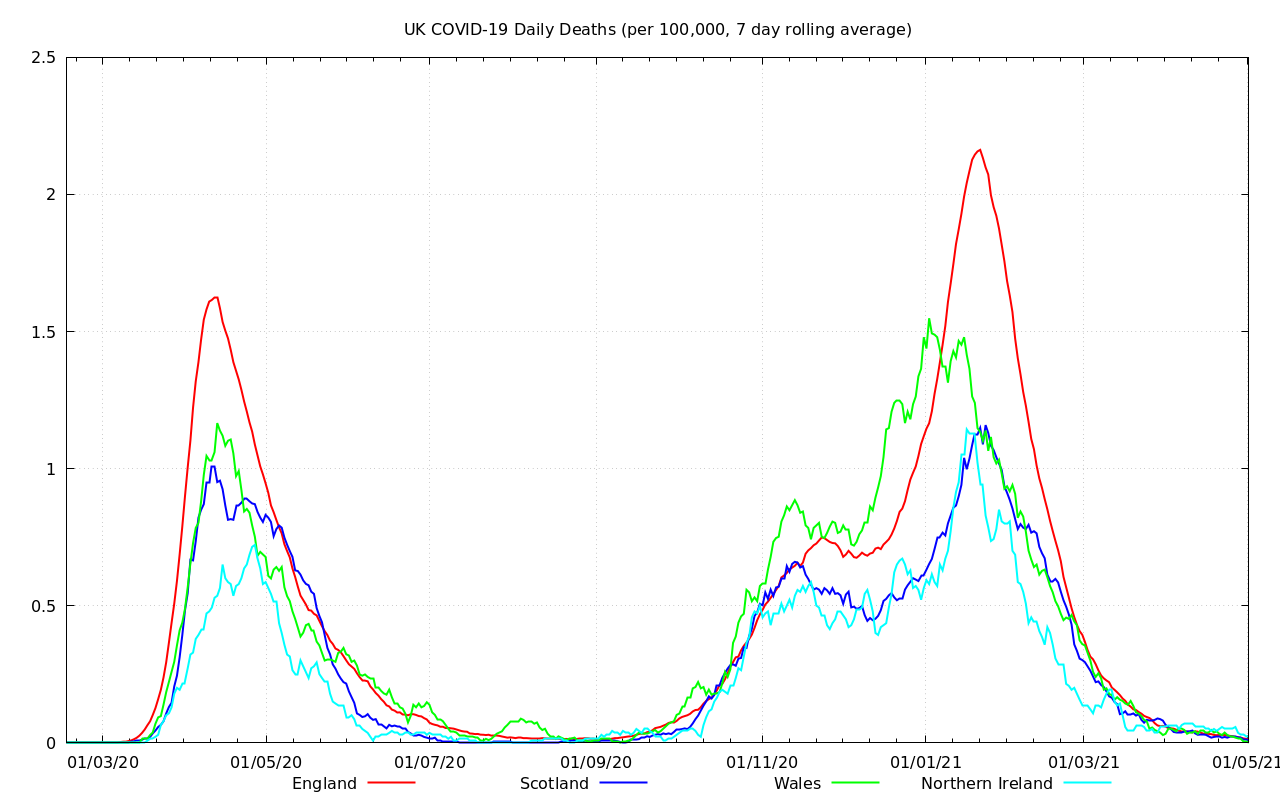 UK COVID-19 Daily Deaths (per 100,000, 7 day rolling average)
2.5
2
1.5
1
0.5
0
01/03/20 01/05/20 01/07/20 01/09/20 01/11/20 01/01/21 01/03/21 01/05/21
England Scotland Wales Northern Ireland